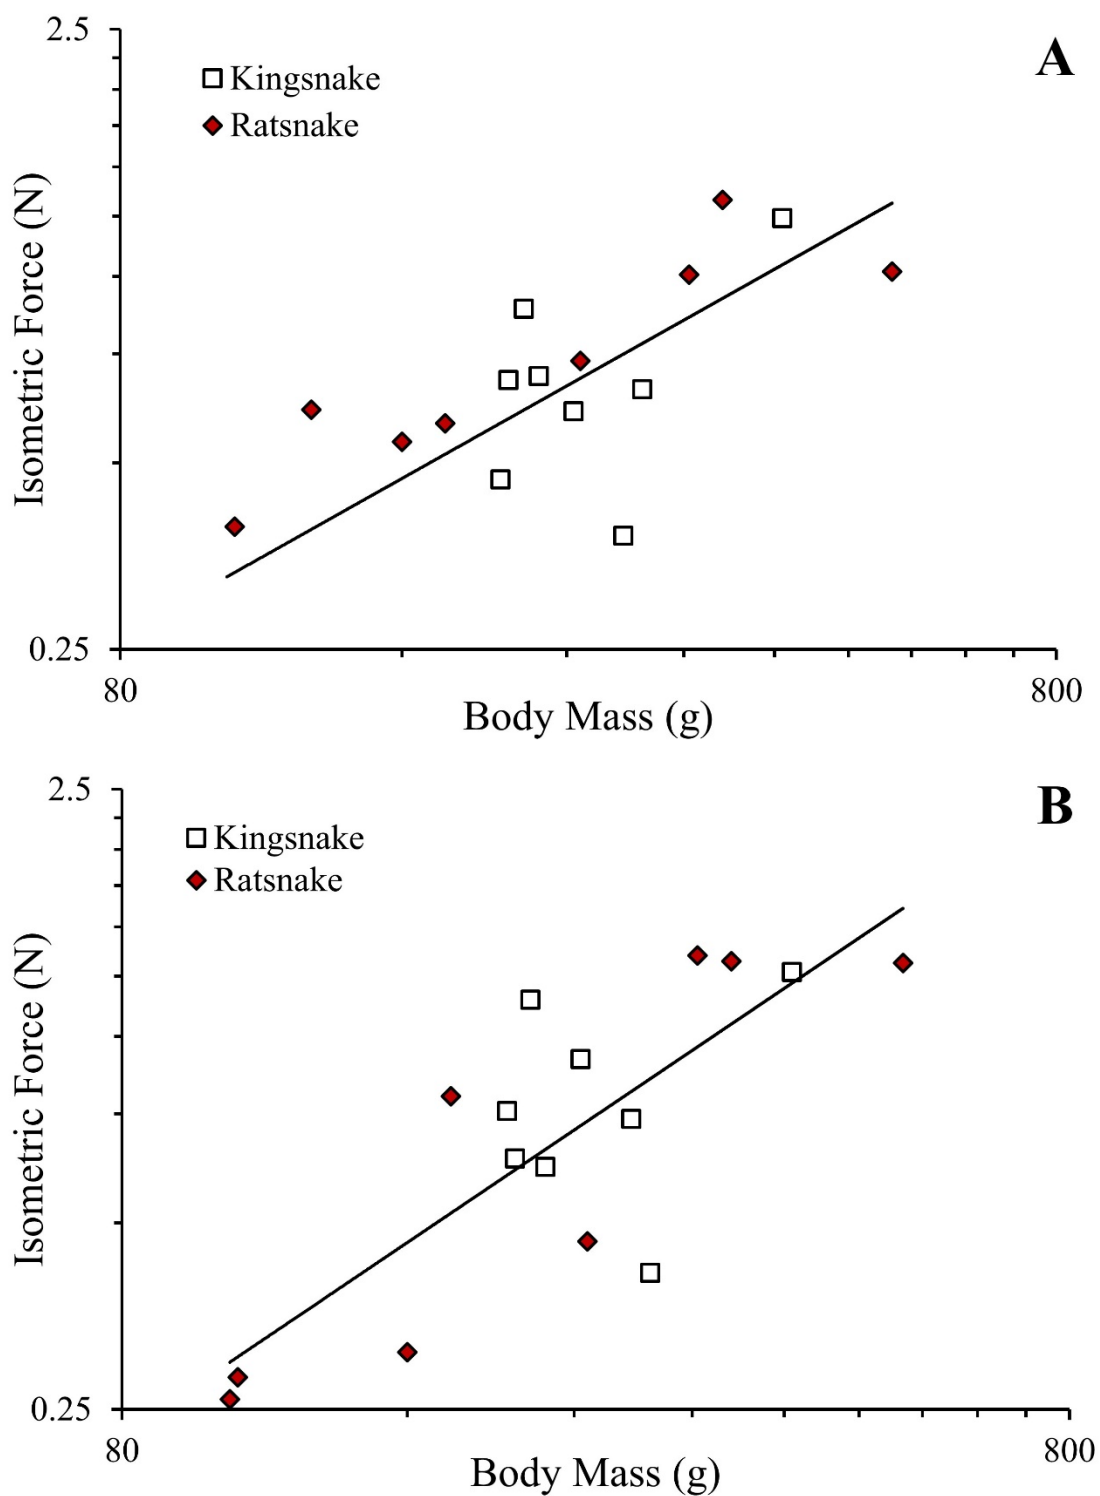 2.5
A
Kingsnake
Ratsnake
Isometric Force (N)
0.25
80
800
Body Mass (g)
2.5
B
Kingsnake
Ratsnake
Isometric Force (N)
0.25
80
800
Body Mass (g)